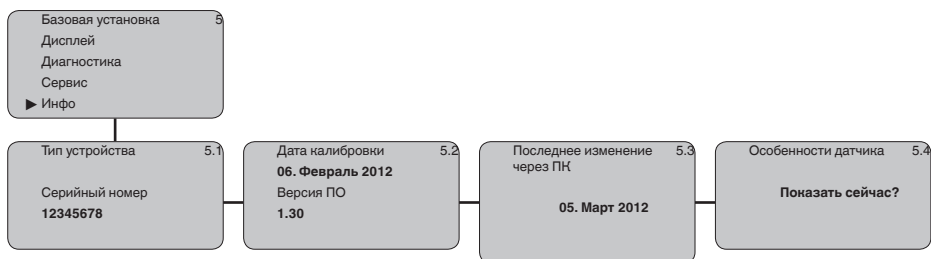 Базовая установка 5
Дисплей
Диагностика
Сервис
▶ Инфо
Тип устройства 5.1
Серийный номер
12345678
Дата калибровки 5.2
06. Февраль 2012
Версия ПО
1.30
Последнее изменение 5.3
через ПК
05. Март 2012
Особенности датчика 5.4
Показать сейчас?